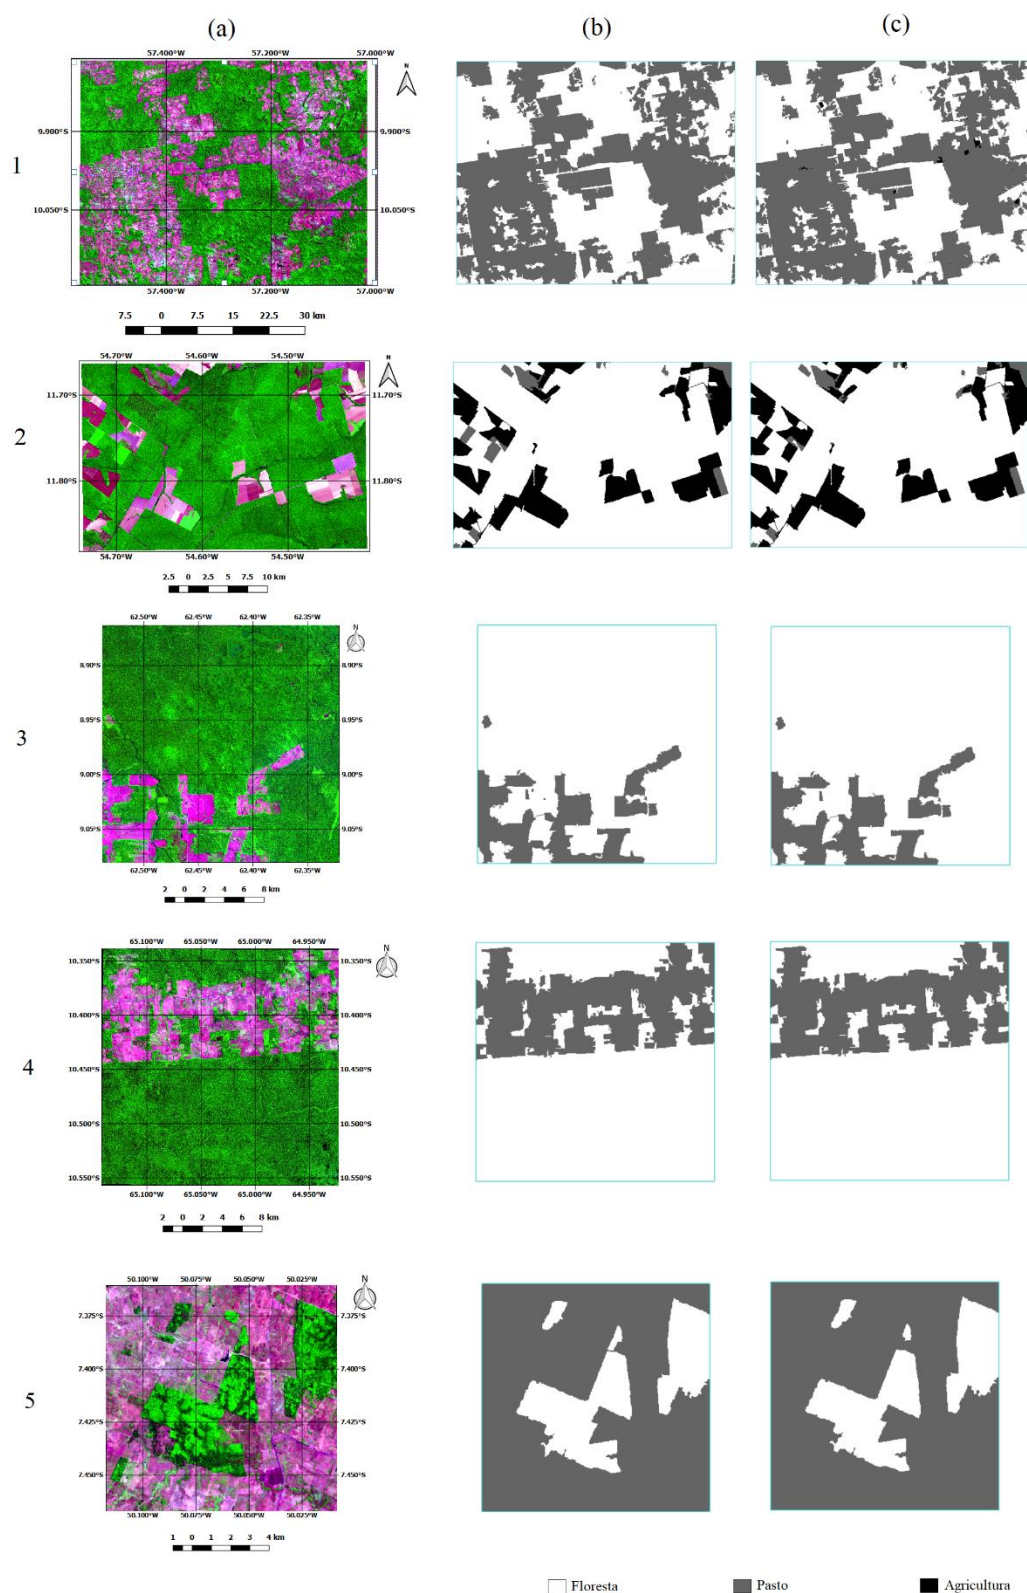 (a) (b) (c)
1
57.400°W 57.200°W 57.000°W
N
9.900°S 9.900°S
10.050°S 10.050°S
57.400°W 57.200°W 57.000°W
7.5 0 7.5 15 22.5 30 km
2
54.70°W 54.60°W 54.50°W
N
11.70°S 11.70°S
11.80°S 11.80°S
54.70°W 54.60°W 54.50°W
2.5 0 2.5 5 7.5 10 km
3
62.50°W 62.45°W 62.40°W 62.35°W
N
8.90°S 8.90°S
8.95°S 8.95°S
9.00°S 9.00°S
9.05°S 9.05°S
62.50°W 62.45°W 62.40°W 62.35°W
2 0 2 4 6 8 km
4
65.100°W 65.050°W 65.000°W 64.950°W
N
10.350°S 10.350°S
10.400°S 10.400°S
10.450°S 10.450°S
10.500°S 10.500°S
10.550°S 10.550°S
65.100°W 65.050°W 65.000°W 64.950°W
2 0 2 4 6 8 km
5
50.100°W 50.075°W 50.050°W 50.025°W
N
7.375°S 7.375°S
7.400°S 7.400°S
7.425°S 7.425°S
7.450°S 7.450°S
50.100°W 50.075°W 50.050°W 50.025°W
1 0 1 2 3 4 km
Floresta Pasto Agricultura